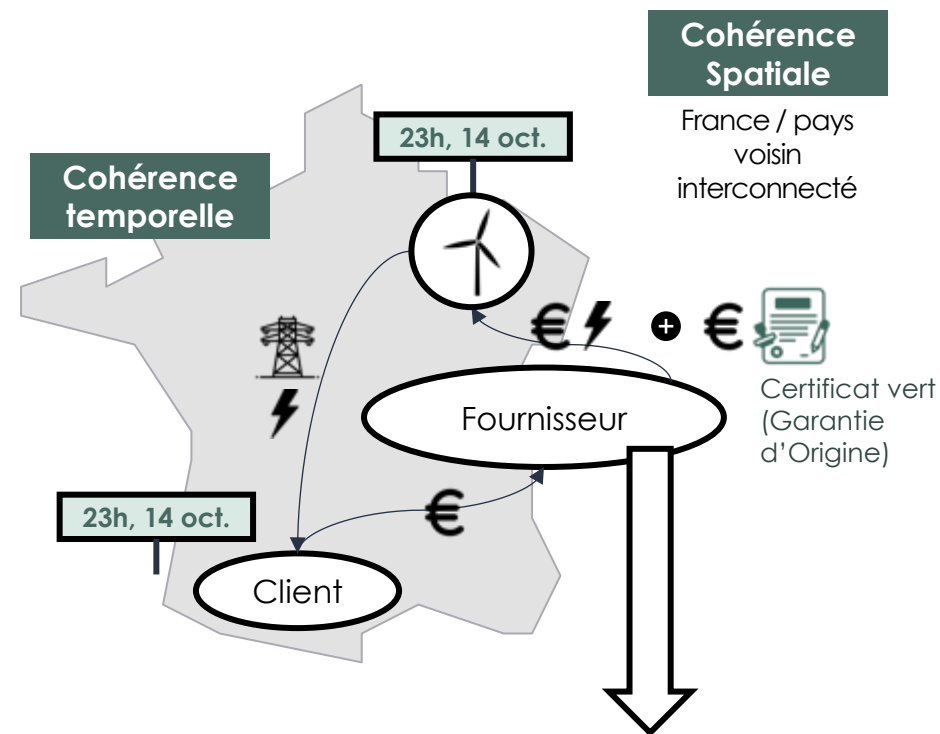 Cohérence
Spatiale
France / pays
voisin
interconnecté
23h, 14 oct.
Cohérence
temporelle
€
+
€
Certificat vert
(Garantie
d'Origine)
Fournisseur
€
23h, 14 oct.
Client